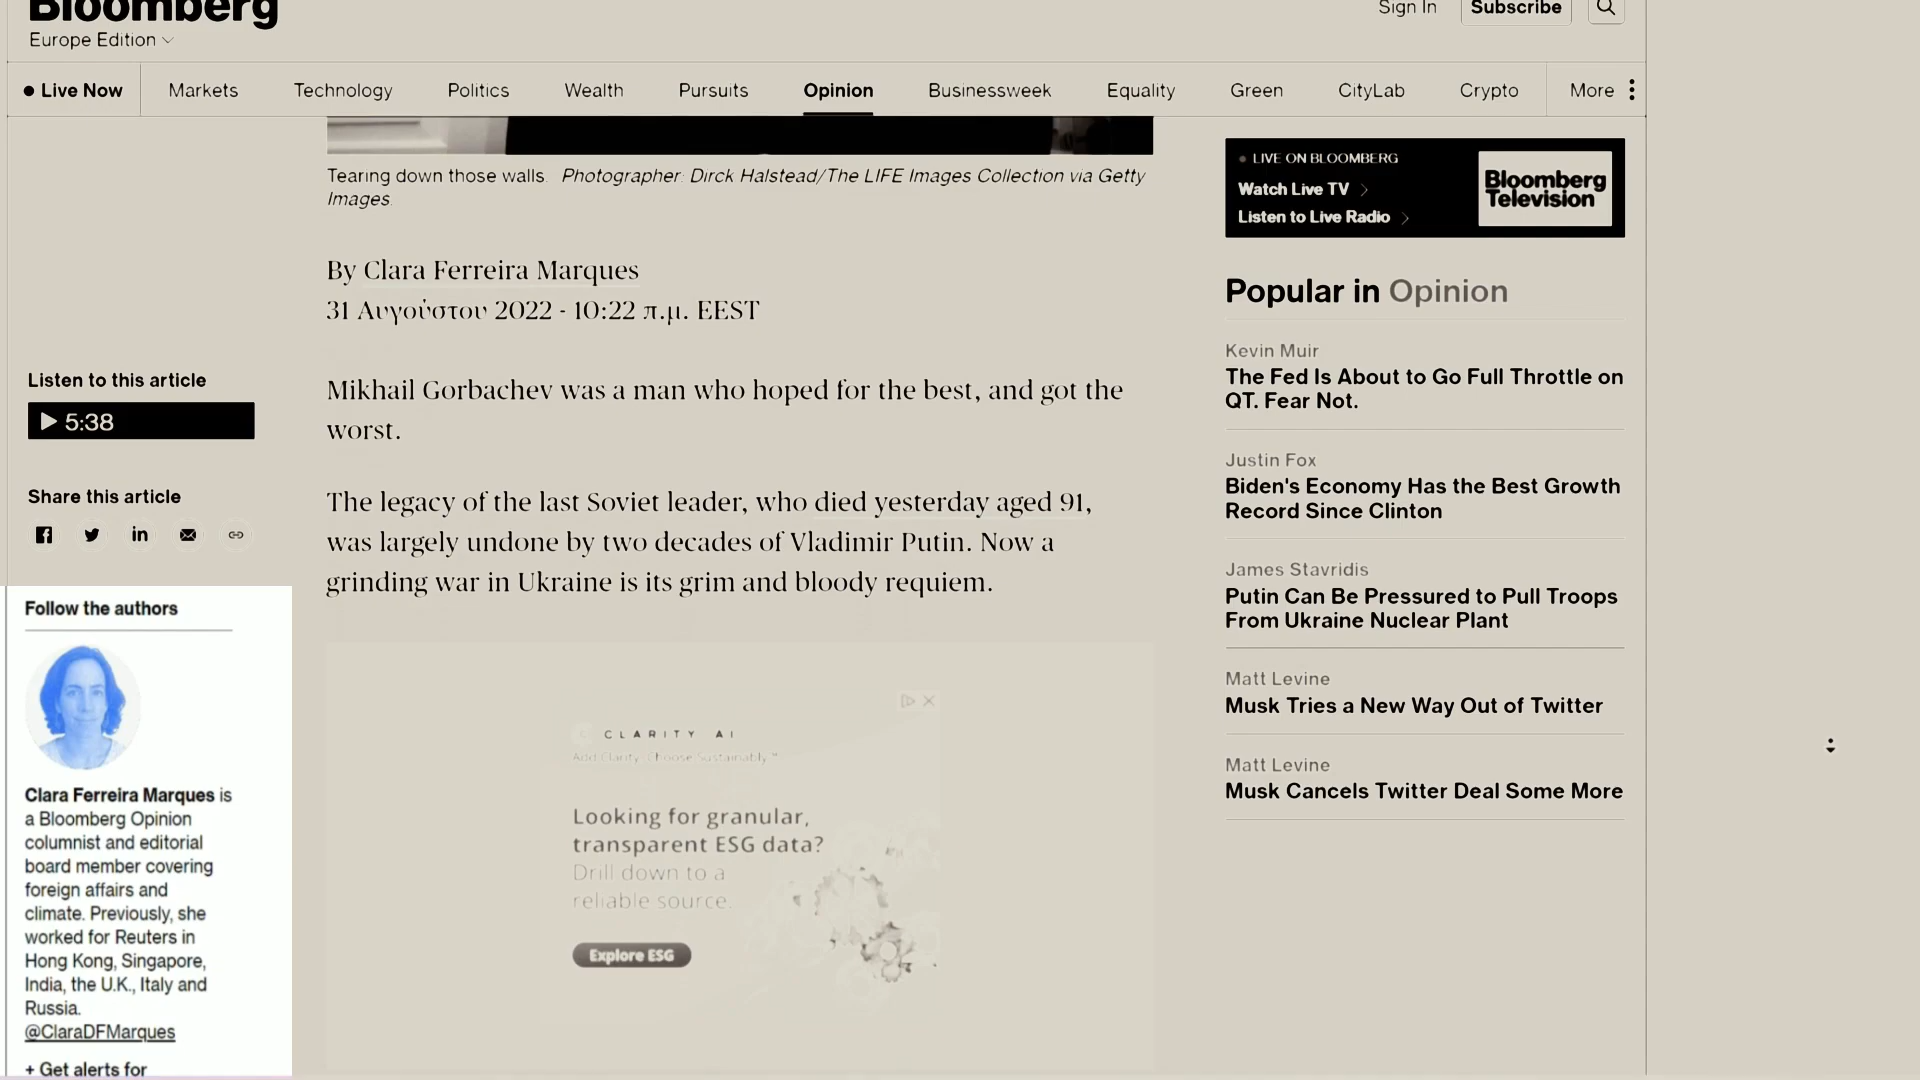 Bloomberg
Europe Edition
Sign In
Subscribe
Live Now
Markets
Technology
Politics
Wealth
Pursuits
Opinion
Businessweek
Equality
Green
CityLab
Crypto
More
Tearing down those walls. Photographer: Dirck Halstead/The LIFE Images Collection via Getty
Images.
By Clara Ferreira Marques
31 Αυγούστου 2022 - 10:22 π.μ. EEST
Listen to this article
5:38
Share this article
Mikhail Gorbachev was a man who hoped for the best, and got the
worst.
The legacy of the last Soviet leader, who died yesterday aged 91,
was largely undone by two decades of Vladimir Putin. Now a
grinding war in Ukraine is its grim and bloody requiem.
Follow the authors
Clara Ferreira Marques is
a Bloomberg Opinion
columnist and editorial
board member covering
foreign affairs and
climate. Previously, she
worked for Reuters in
Hong Kong, Singapore,
India, the U.K., Italy and
Russia.
@ClaraDFMarques
+ Get alerts for
CLARITY AI
Add Clarity. Choose Sustainably.™
Looking for granular,
transparent ESG data?
Drill down to a
reliable source.
Explore ESG
LIVE ON BLOOMBERG
Watch Live TV
Listen to Live Radio
Bloomberg
Television
Popular in Opinion
Kevin Muir
The Fed Is About to Go Full Throttle on
QT. Fear Not.
Justin Fox
Biden's Economy Has the Best Growth
Record Since Clinton
James Stavridis
Putin Can Be Pressured to Pull Troops
From Ukraine Nuclear Plant
Matt Levine
Musk Tries a New Way Out of Twitter
Matt Levine
Musk Cancels Twitter Deal Some More